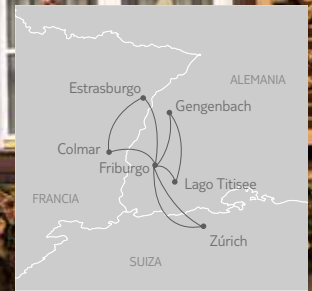 ALEMANIA
Estrasburgo
Gengenbach
Colmar
Friburgo
Lago Titisee
FRANCIA
Zúrich
SUIZA